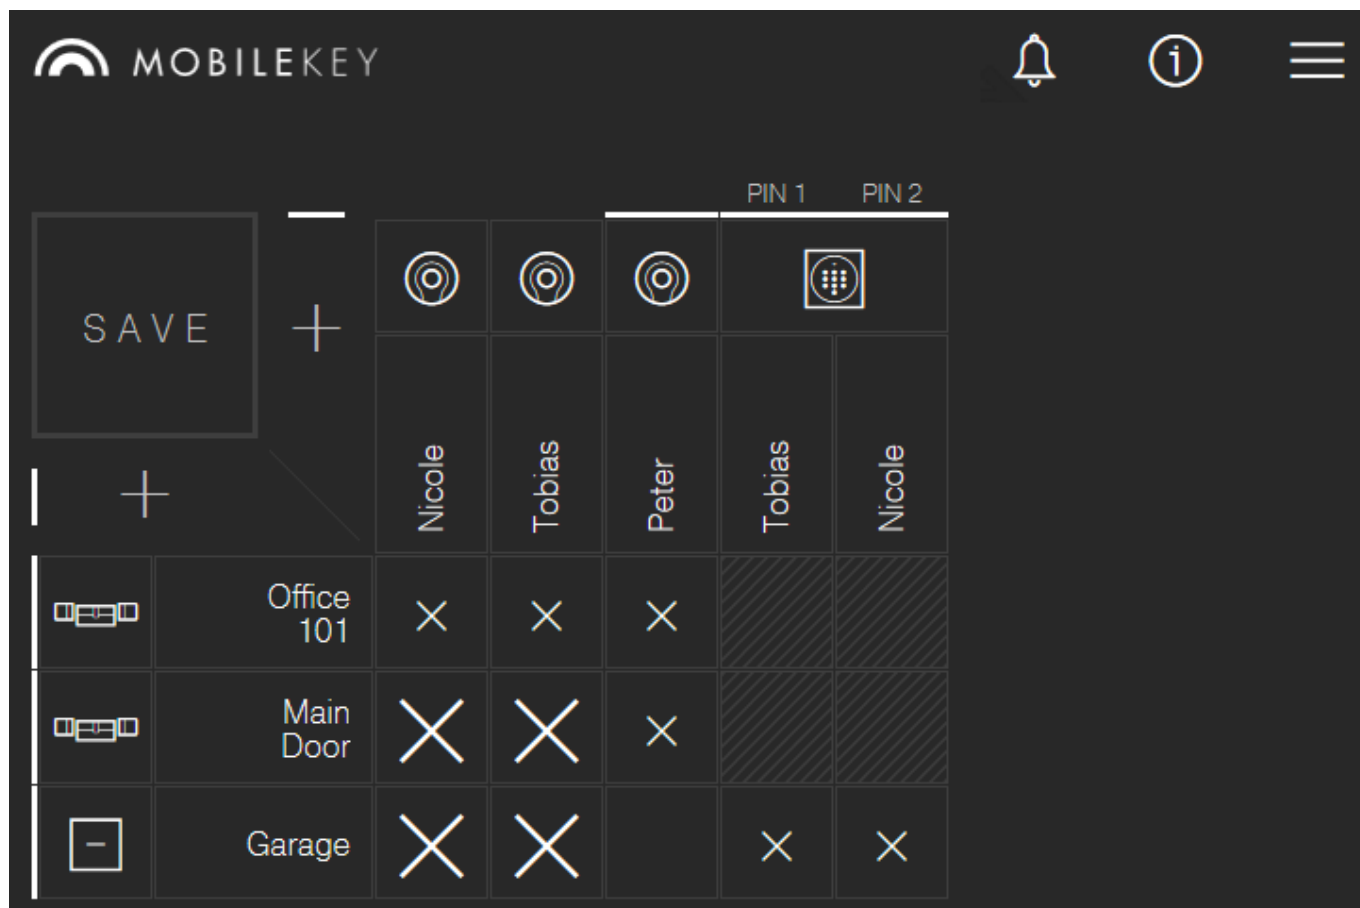 MOBILEKEY
PIN 1 PIN 2
SAVE
Nicole
Tobias
Peter
Tobias
Nicole
Office
101
Main
Door
Garage